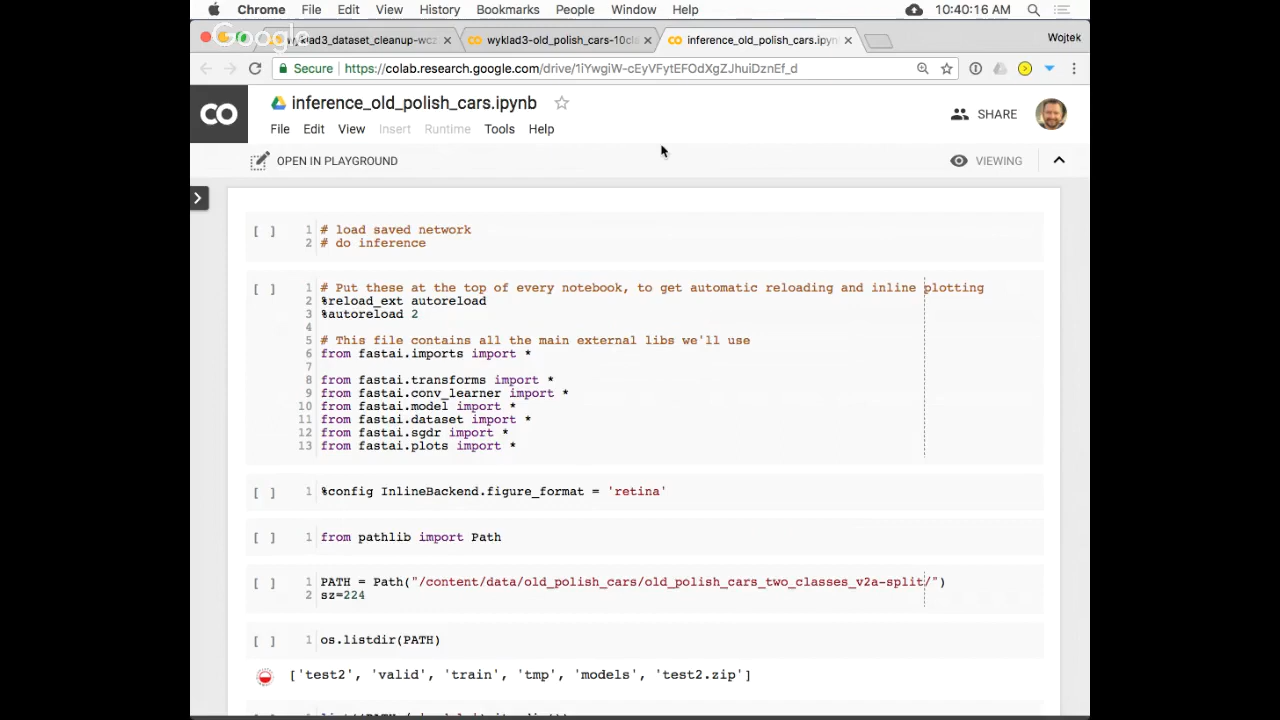 Chrome File Edit View History Bookmarks People Window Help 10:40:16 AM
Google
wyklad3-old_polish_cars-10cla inference_old_polish_cars.ipyn Wojtek
Secure https://colab.research.google.com/drive/1iYwgiW-cEyVFytEFOdXgZJhuiDznEf_d
CO inference_old_polish_cars.ipynb
SHARE
File Edit View Insert Runtime Tools Help
OPEN IN PLAYGROUND VIEWING
[ ] 1 # load saved network
2 # do inference
[ ] 1 # Put these at the top of every notebook, to get automatic reloading and inline plotting
2 %reload_ext autoreload
3 %autoreload 2
4
5 # This file contains all the main external libs we'll use
6 from fastai.imports import *
7
8 from fastai.transforms import *
9 from fastai.conv_learner import *
10 from fastai.model import *
11 from fastai.dataset import *
12 from fastai.sgdr import *
13 from fastai.plots import *
[ ] 1 %config InlineBackend.figure_format = 'retina'
[ ] 1 from pathlib import Path
[ ] 1 PATH = Path("/content/data/old_polish_cars/old_polish_cars_two_classes_v2a-split/")
2 sz=224
[ ] 1 os.listdir(PATH)
['test2', 'valid', 'train', 'tmp', 'models', 'test2.zip']